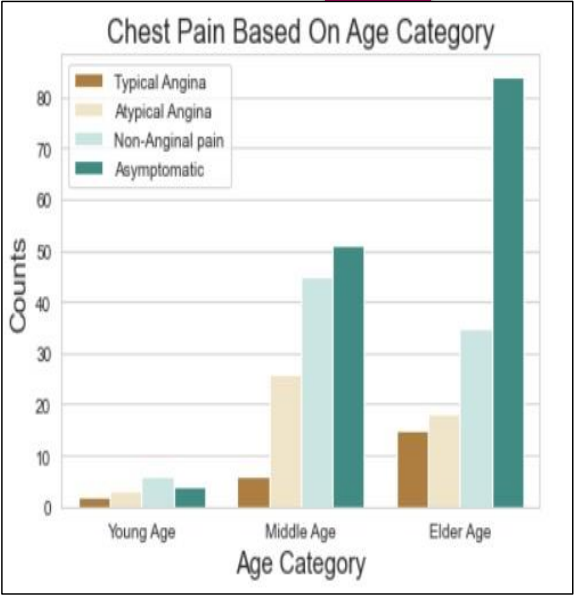 Chest Pain Based On Age Category
Typical Angina
Atypical Angina
Non-Anginal pain
Asymptomatic
80
70
60
50
40
30
20
10
0
Counts
Young Age
Middle Age
Elder Age
Age Category